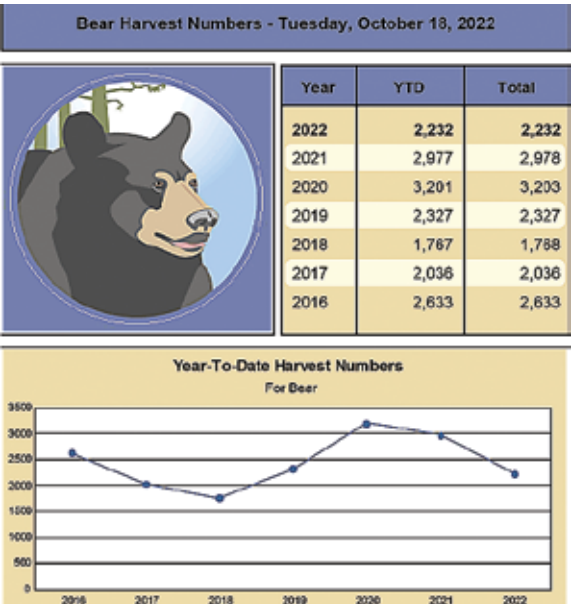 Bear Harvest Numbers - Tuesday, October 18, 2022
Year YTD Total
2022 2,232 2,232
2021 2,977 2,978
2020 3,201 3,203
2019 2,327 2,327
2018 1,767 1,768
2017 2,036 2,036
2016 2,633 2,633
Year-To-Date Harvest Numbers
For Bear
3500
3000
2500
2000
1500
1000
500
0
2016 2017 2018 2019 2020 2021 2022